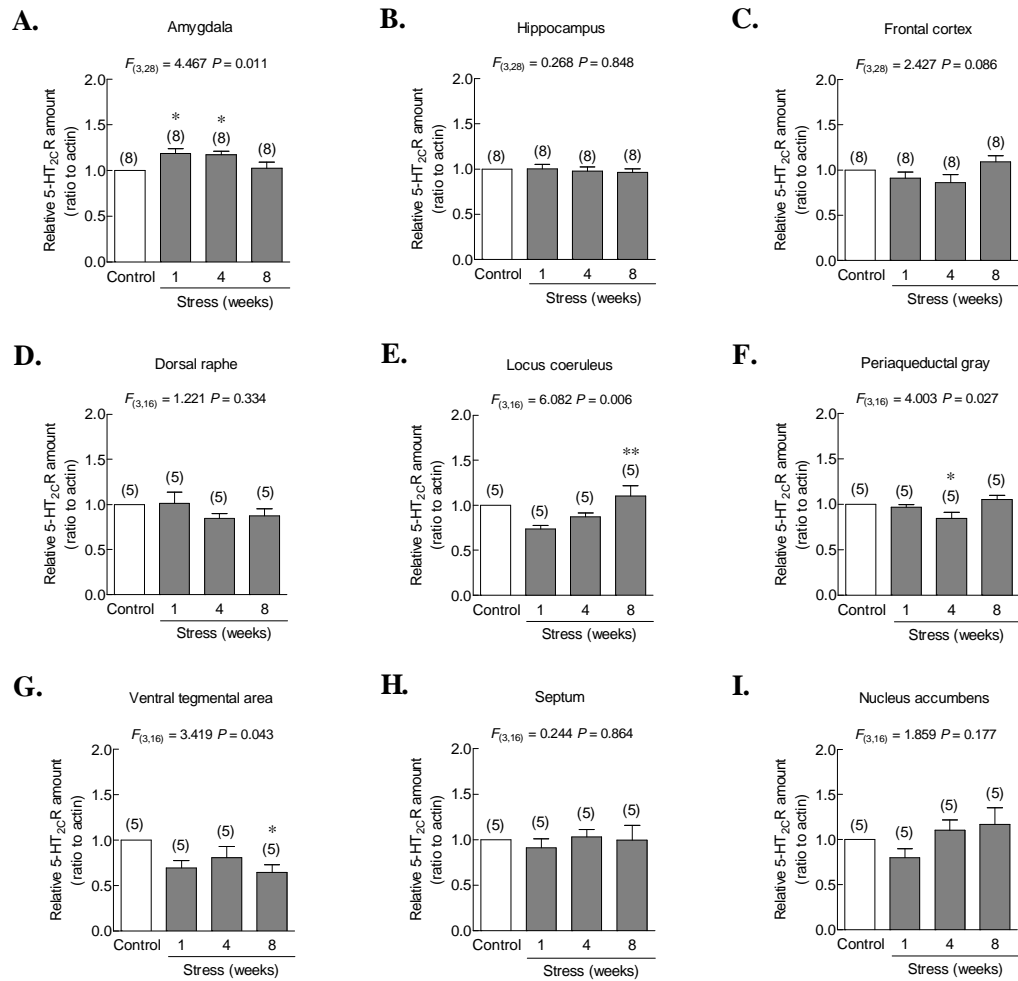 A.
Amygdala
F(3,28) = 4.467 P = 0.011
Relative 5-HT2CR amount
(ratio to actin)
2.0
1.5
1.0
0.5
0.0
(8)
*
(8)
*
(8)
(8)
Control 1 4 8
Stress (weeks)
B.
Hippocampus
F(3,28) = 0.268 P = 0.848
Relative 5-HT2CR amount
(ratio to actin)
2.0
1.5
1.0
0.5
0.0
(8) (8) (8) (8)
Control 1 4 8
Stress (weeks)
C.
Frontal cortex
F(3,28) = 2.427 P = 0.086
Relative 5-HT2CR amount
(ratio to actin)
2.0
1.5
1.0
0.5
0.0
(8) (8) (8) (8)
Control 1 4 8
Stress (weeks)
D.
Dorsal raphe
F(3,16) = 1.221 P = 0.334
Relative 5-HT2CR amount
(ratio to actin)
2.0
1.5
1.0
0.5
0.0
(5) (5) (5) (5)
Control 1 4 8
Stress (weeks)
E.
Locus coeruleus
F(3,16) = 6.082 P = 0.006
Relative 5-HT2CR amount
(ratio to actin)
2.0
1.5
1.0
0.5
0.0
**
(5) (5) (5) (5)
Control 1 4 8
Stress (weeks)
F.
Periaqueductal gray
F(3,16) = 4.003 P = 0.027
Relative 5-HT2CR amount
(ratio to actin)
2.0
1.5
1.0
0.5
0.0
*
(5) (5) (5) (5)
Control 1 4 8
Stress (weeks)
G.
Ventral tegmental area
F(3,16) = 3.419 P = 0.043
Relative 5-HT2CR amount
(ratio to actin)
2.0
1.5
1.0
0.5
0.0
*
(5) (5) (5) (5)
Control 1 4 8
Stress (weeks)
H.
Septum
F(3,16) = 0.244 P = 0.864
Relative 5-HT2CR amount
(ratio to actin)
2.0
1.5
1.0
0.5
0.0
(5) (5) (5) (5)
Control 1 4 8
Stress (weeks)
I.
Nucleus accumbens
F(3,16) = 1.859 P = 0.177
Relative 5-HT2CR amount
(ratio to actin)
2.0
1.5
1.0
0.5
0.0
(5) (5) (5) (5)
Control 1 4 8
Stress (weeks)